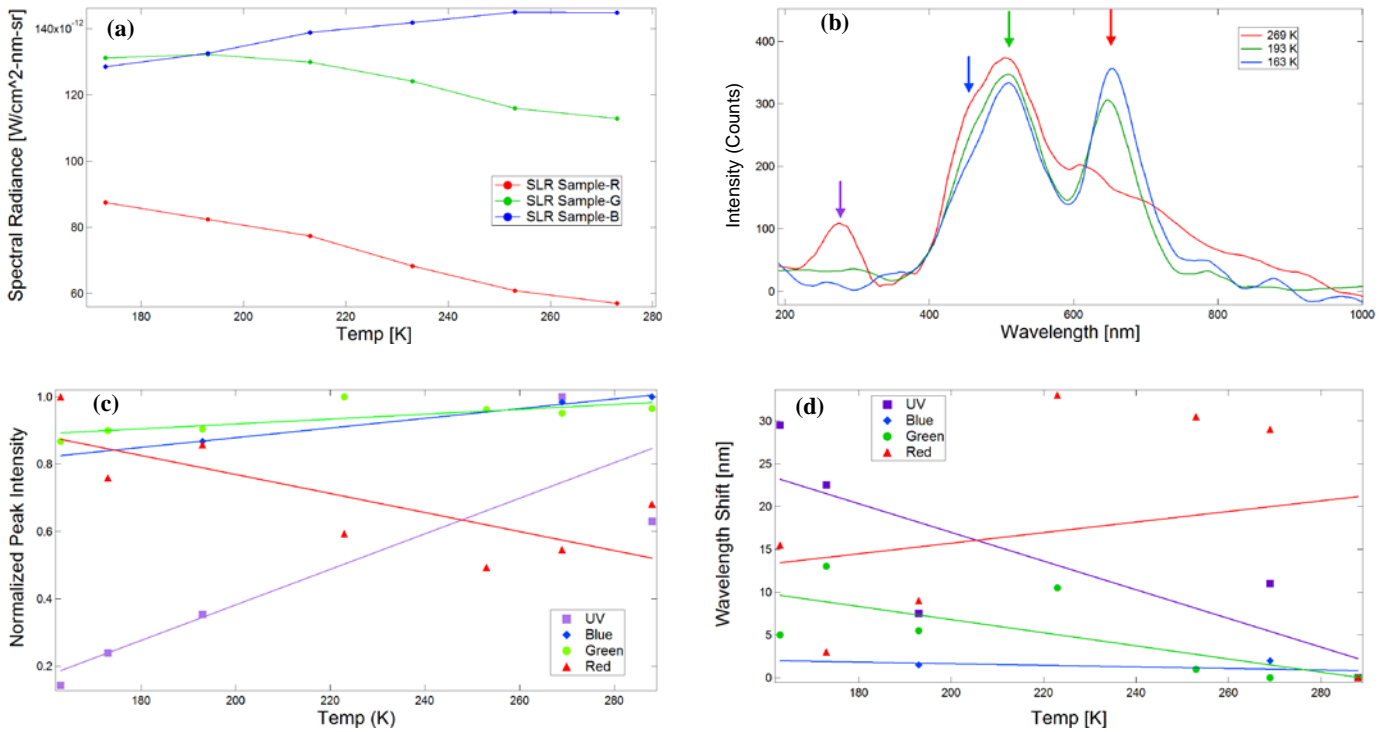 (a)
140x10^-12
120
100
80
60
Spectral Radiance [W/cm^2-nm-sr]
SLR Sample-R
SLR Sample-G
SLR Sample-B
180
200
220
240
260
280
Temp [K]
(b)
400
300
200
100
0
Intensity (Counts)
269 K
193 K
163 K
200
400
600
800
1000
Wavelength [nm]
(c)
1.0
0.8
0.6
0.4
0.2
Normalized Peak Intensity
UV
Blue
Green
Red
180
200
220
240
260
280
Temp (K)
(d)
30
25
20
15
10
5
0
Wavelength Shift [nm]
UV
Blue
Green
Red
180
200
220
240
260
280
Temp [K]